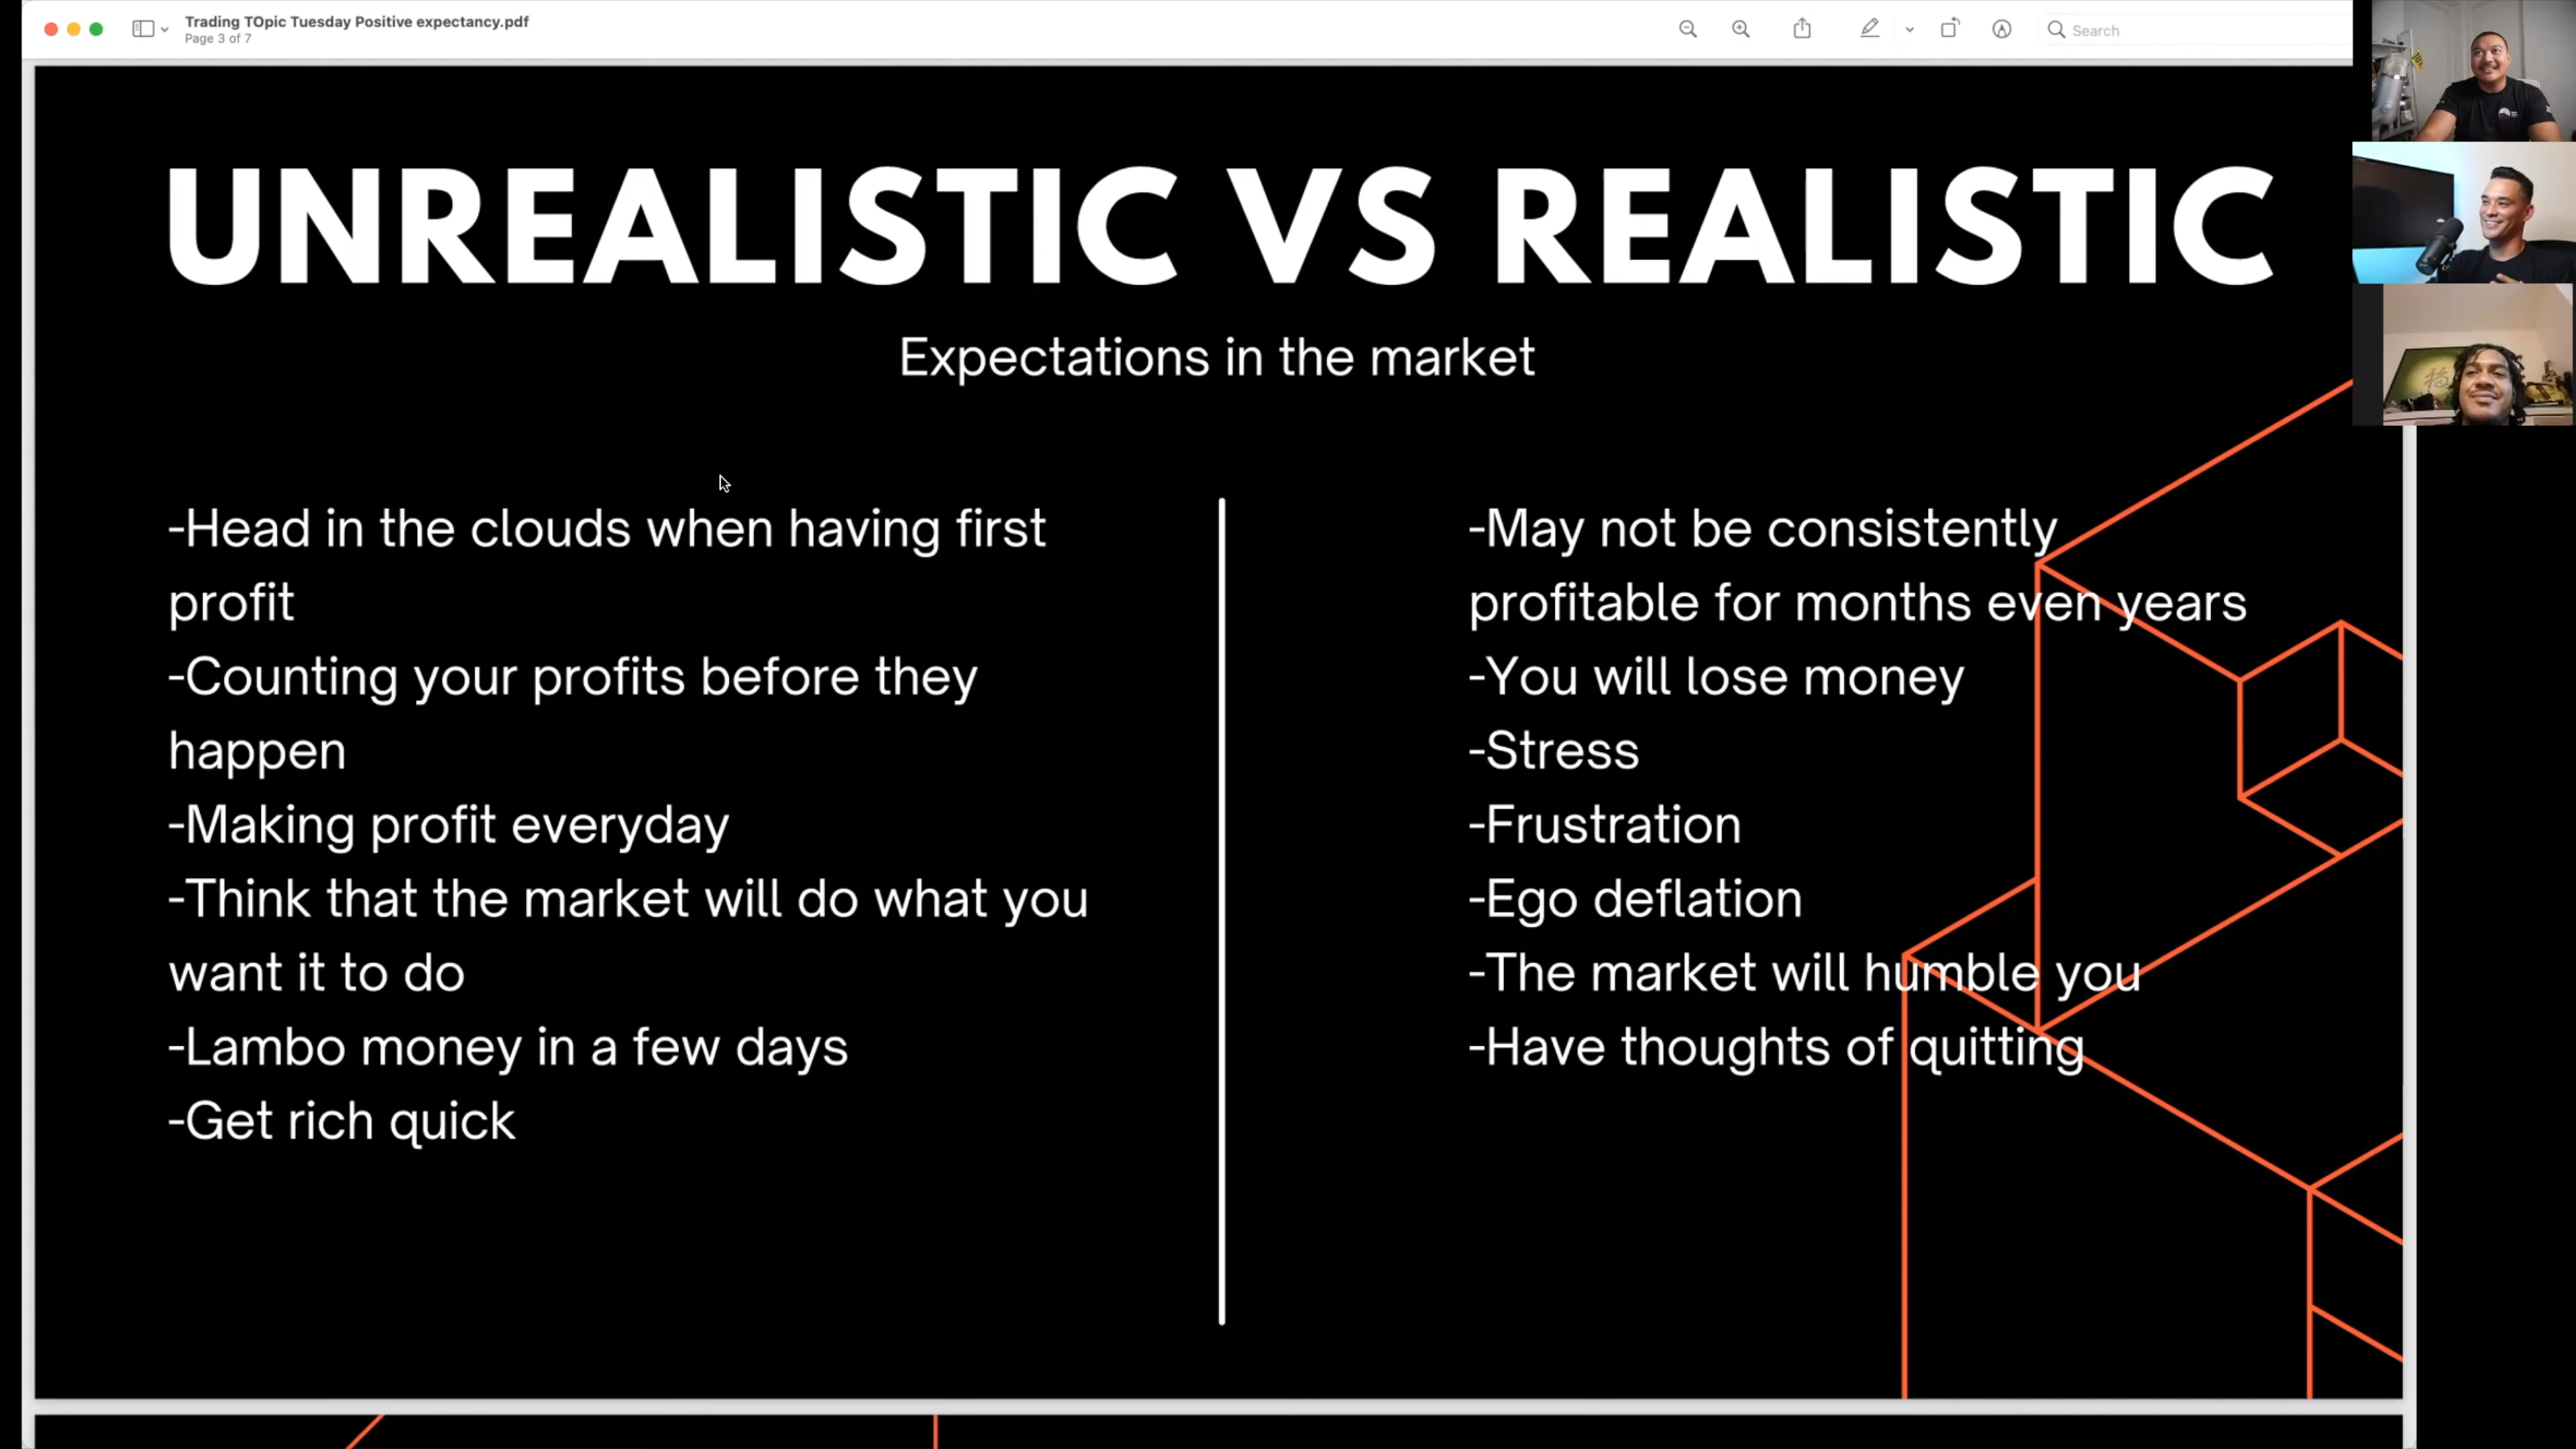 Trading TOpic Tuesday Positive expectancy.pdf
Page 3 of 7
Search
UNREALISTIC VS REALISTIC
Expectations in the market
-Head in the clouds when having first
profit
-Counting your profits before they
happen
-Making profit everyday
-Think that the market will do what you
want it to do
-Lambo money in a few days
-Get rich quick
-May not be consistently
profitable for months even years
-You will lose money
-Stress
-Frustration
-Ego deflation
-The market will humble you
-Have thoughts of quitting